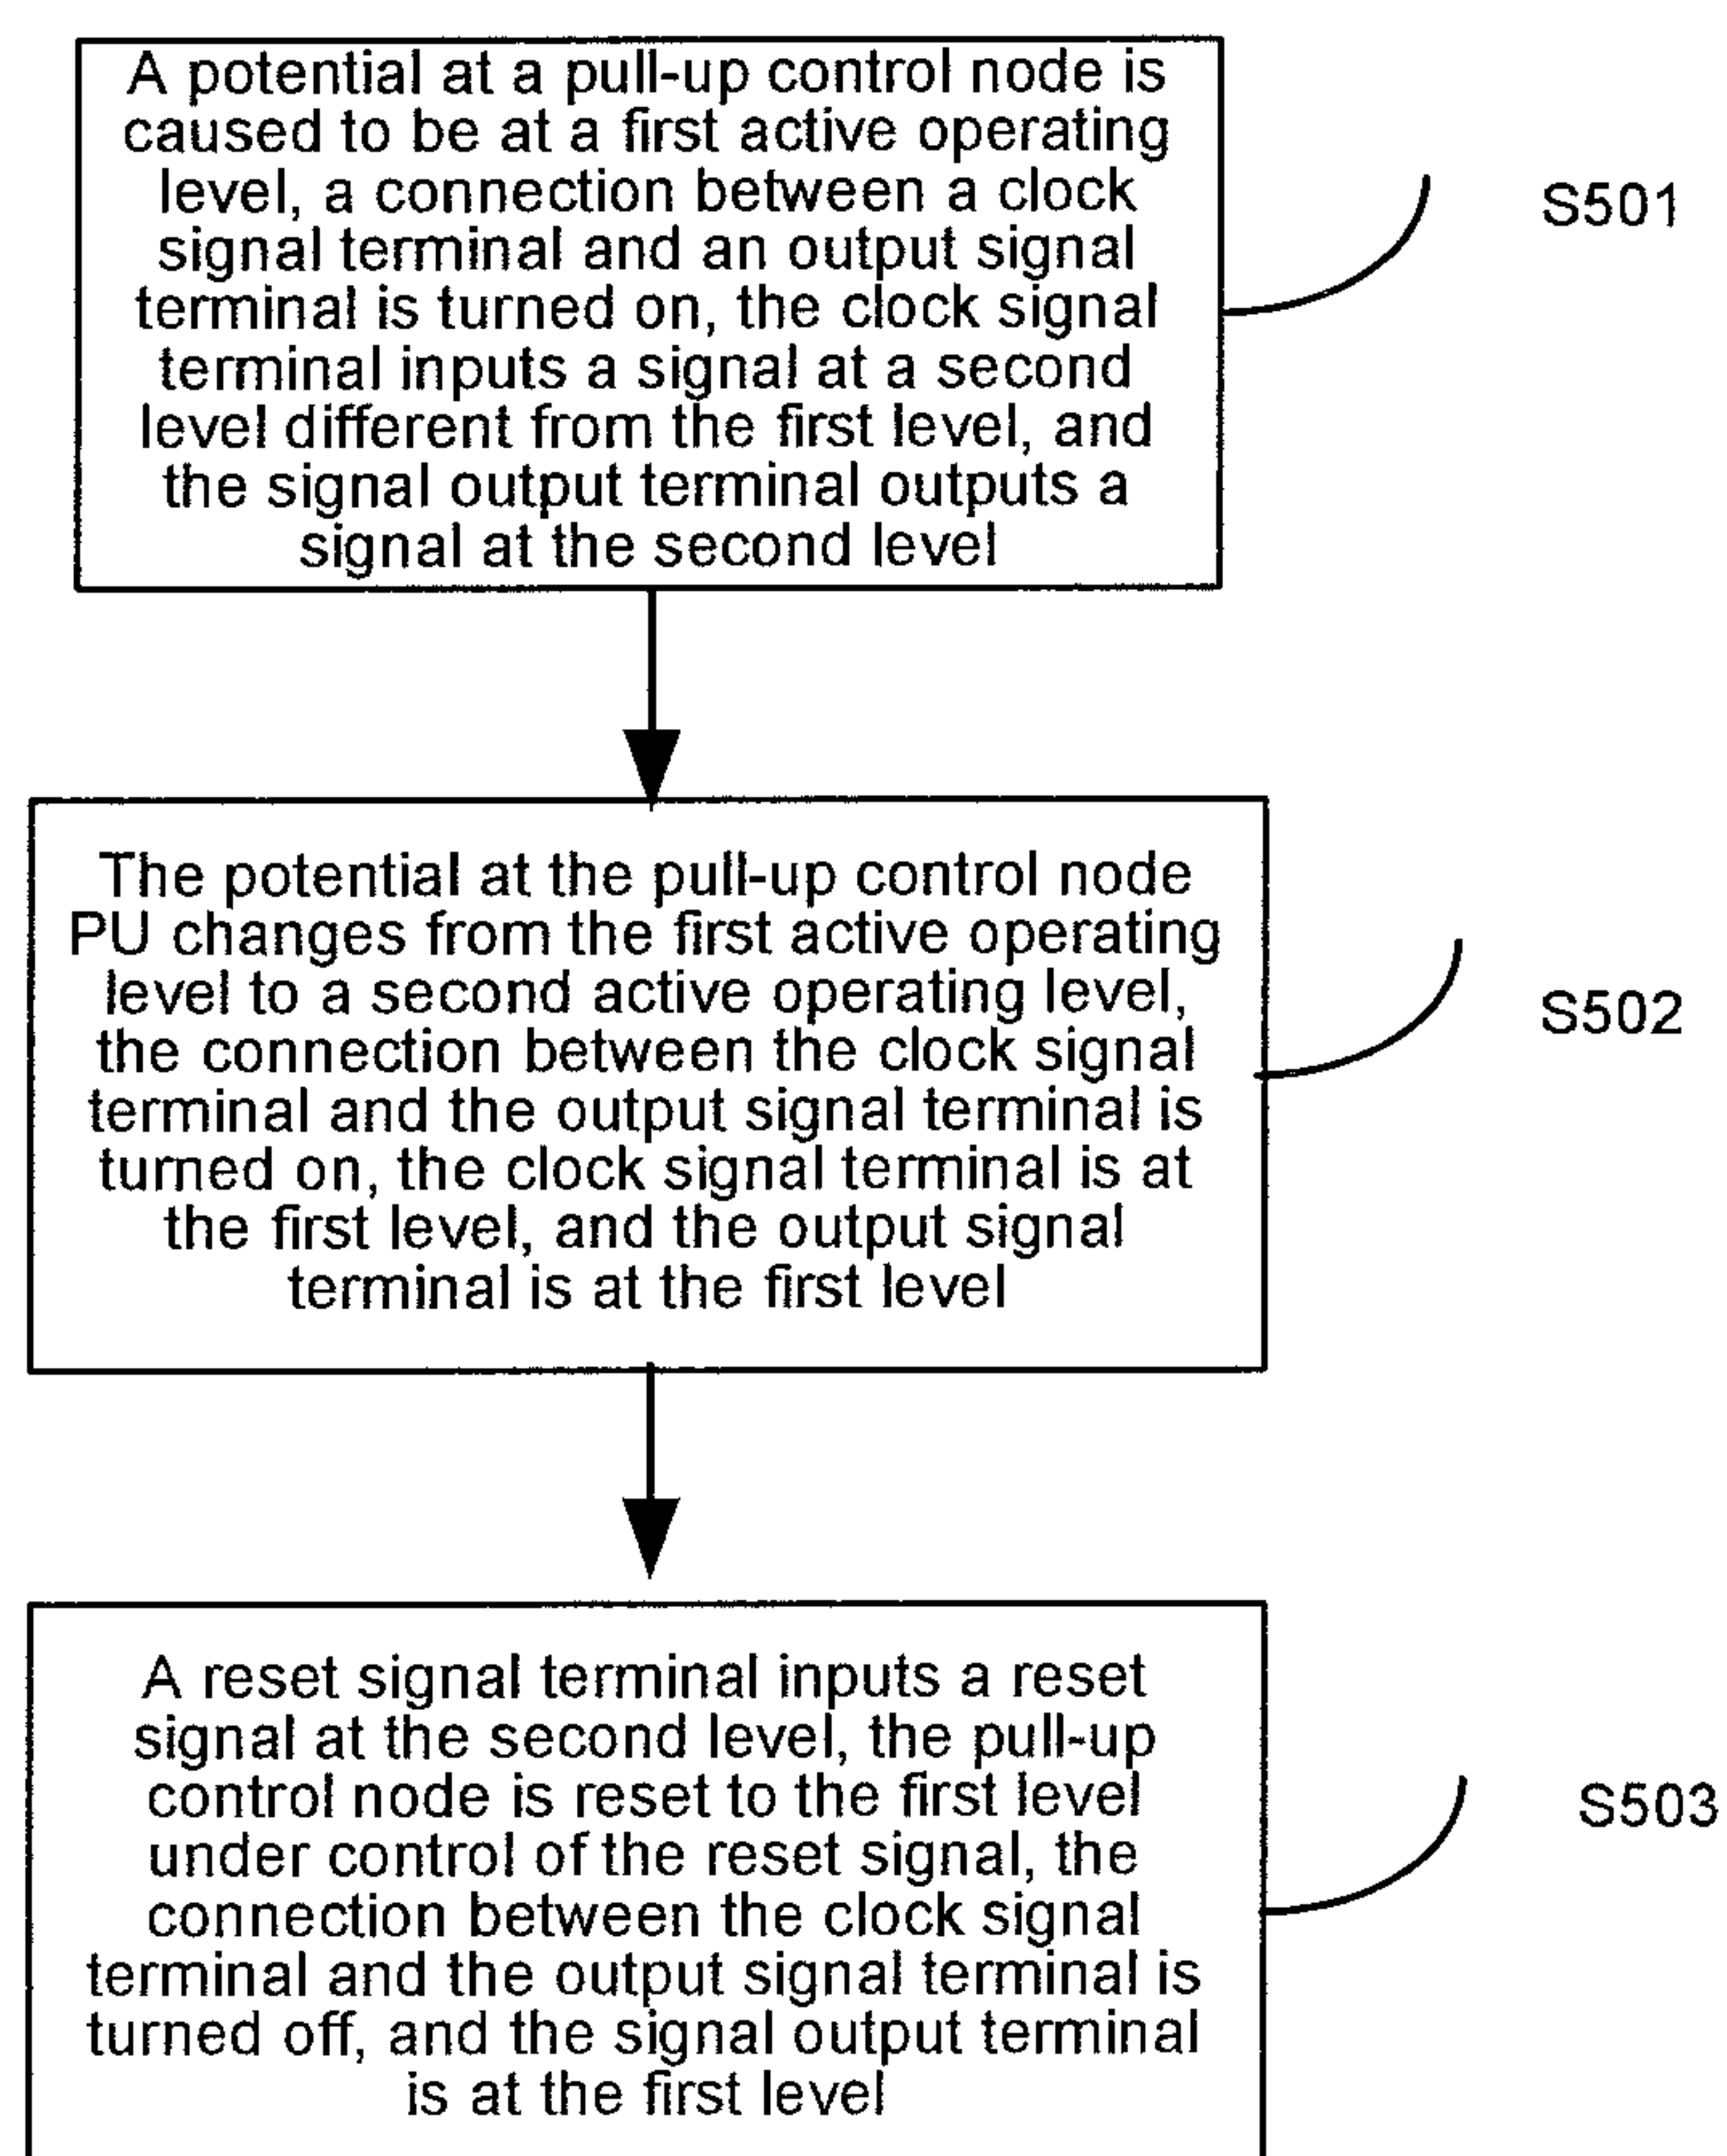 A potential at a pull-up control node is
caused to be at a first active operating
level, a connection between a clock
signal terminal and an output signal
terminal is turned on, the clock signal
terminal inputs a signal at a second
level different from the first level, and
the signal output terminal outputs a
signal at the second level
S501
The potential at the pull-up control node
PU changes from the first active operating
level to a second active operating level,
the connection between the clock signal
terminal and the output signal terminal is
turned on, the clock signal terminal is at
the first level, and the output signal
terminal is at the first level
S502
A reset signal terminal inputs a reset
signal at the second level, the pull-up
control node is reset to the first level
under control of the reset signal, the
connection between the clock signal
terminal and the output signal terminal is
turned off, and the signal output terminal
is at the first level
S503